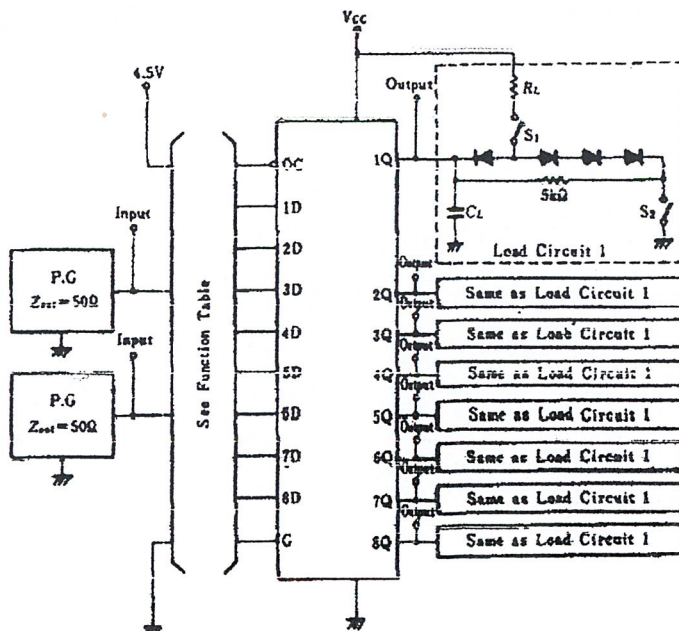 VCC
4.5V
Output
RL
S1
OC
1Q
1D
5kΩ
Input
CL
S2
2D
Load Circuit 1
P.G
Zout=50Ω
3D
Output
2Q
Same as Load Circuit 1
Output
3Q
Same as Load Circuit 1
Input
4D
Output
4Q
Same as Load Circuit 1
See Function Table
5D
Output
5Q
Same as Load Circuit 1
P.G
Zout=50Ω
6D
Output
6Q
Same as Load Circuit 1
7D
Output
7Q
Same as Load Circuit 1
8D
Output
8Q
Same as Load Circuit 1
G